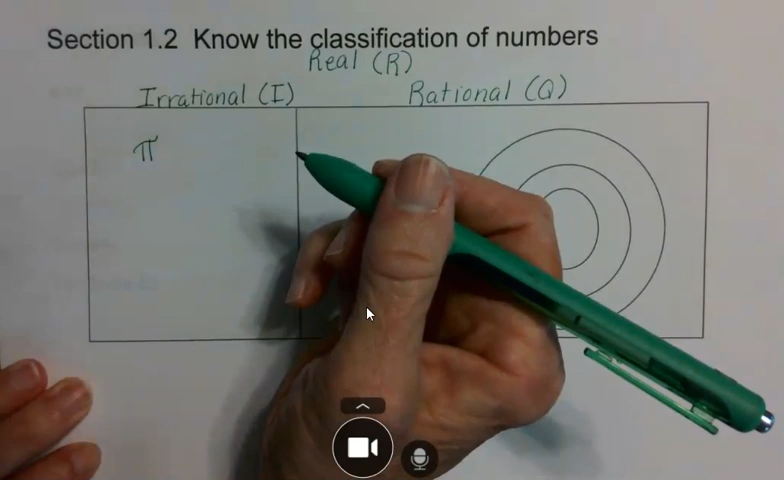 Section 1.2 Know the classification of numbers
Real (R)
Irrational (I) Rational (Q)
π